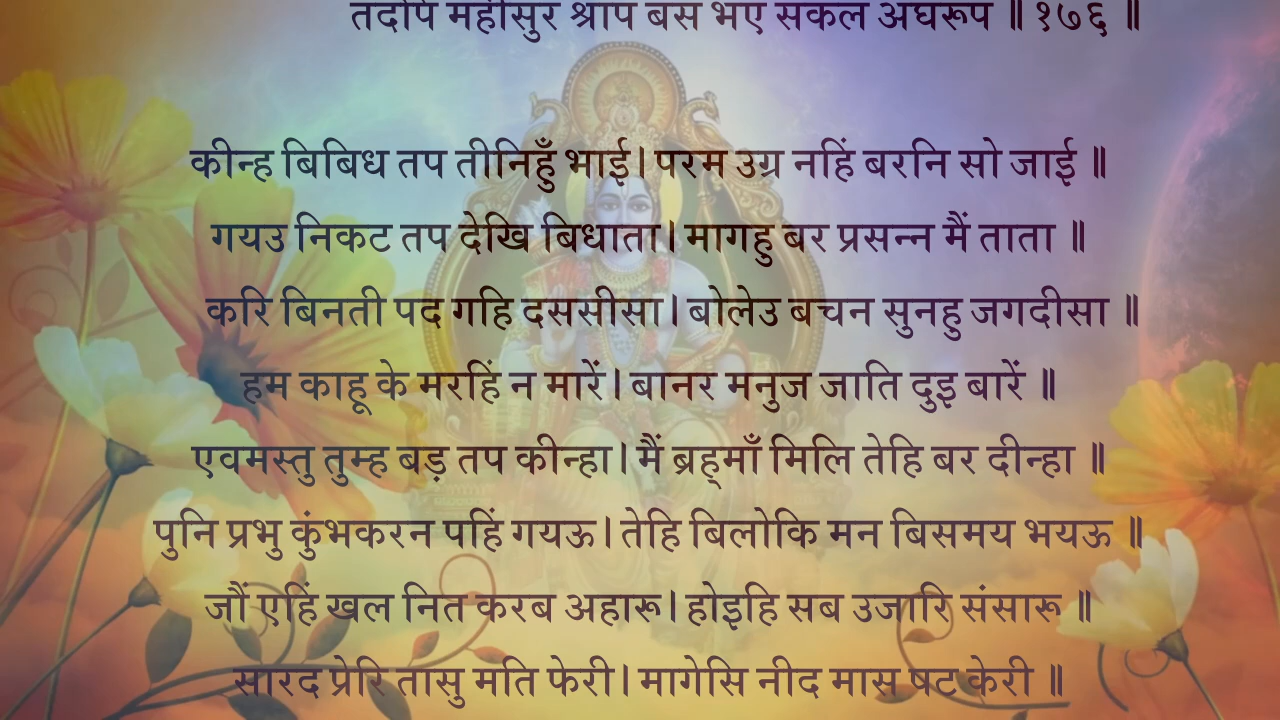 तदपि महीसुर श्राप बस भए सकल अघरूप ॥ १७६ ॥
कीन्ह बिबिध तप तीनिहुँ भाई। परम उग्र नहिं बरनि सो जाई ॥
गयउ निकट तप देखि बिधाता। मागहु बर प्रसन्न मैं ताता ॥
करि बिनती पद गहि दससीसा। बोलेउ बचन सुनहु जगदीसा ॥
हम काहू के मरहिं न मारें। बानर मनुज जाति दुइ बारें ॥
एवमस्तु तुम्ह बड़ तप कीन्हा। मैं ब्रह्माँ मिलि तेहि बर दीन्हा ॥
पुनि प्रभु कुंभकरन पहिं गयऊ। तेहि बिलोकि मन बिसमय भयऊ ॥
जौं एहिं खल नित करब अहारू। होइहि सब उजारि संसारू ॥
सारद प्रेरि तासु मति फेरी। मागेसि नीद मास षट केरी ॥